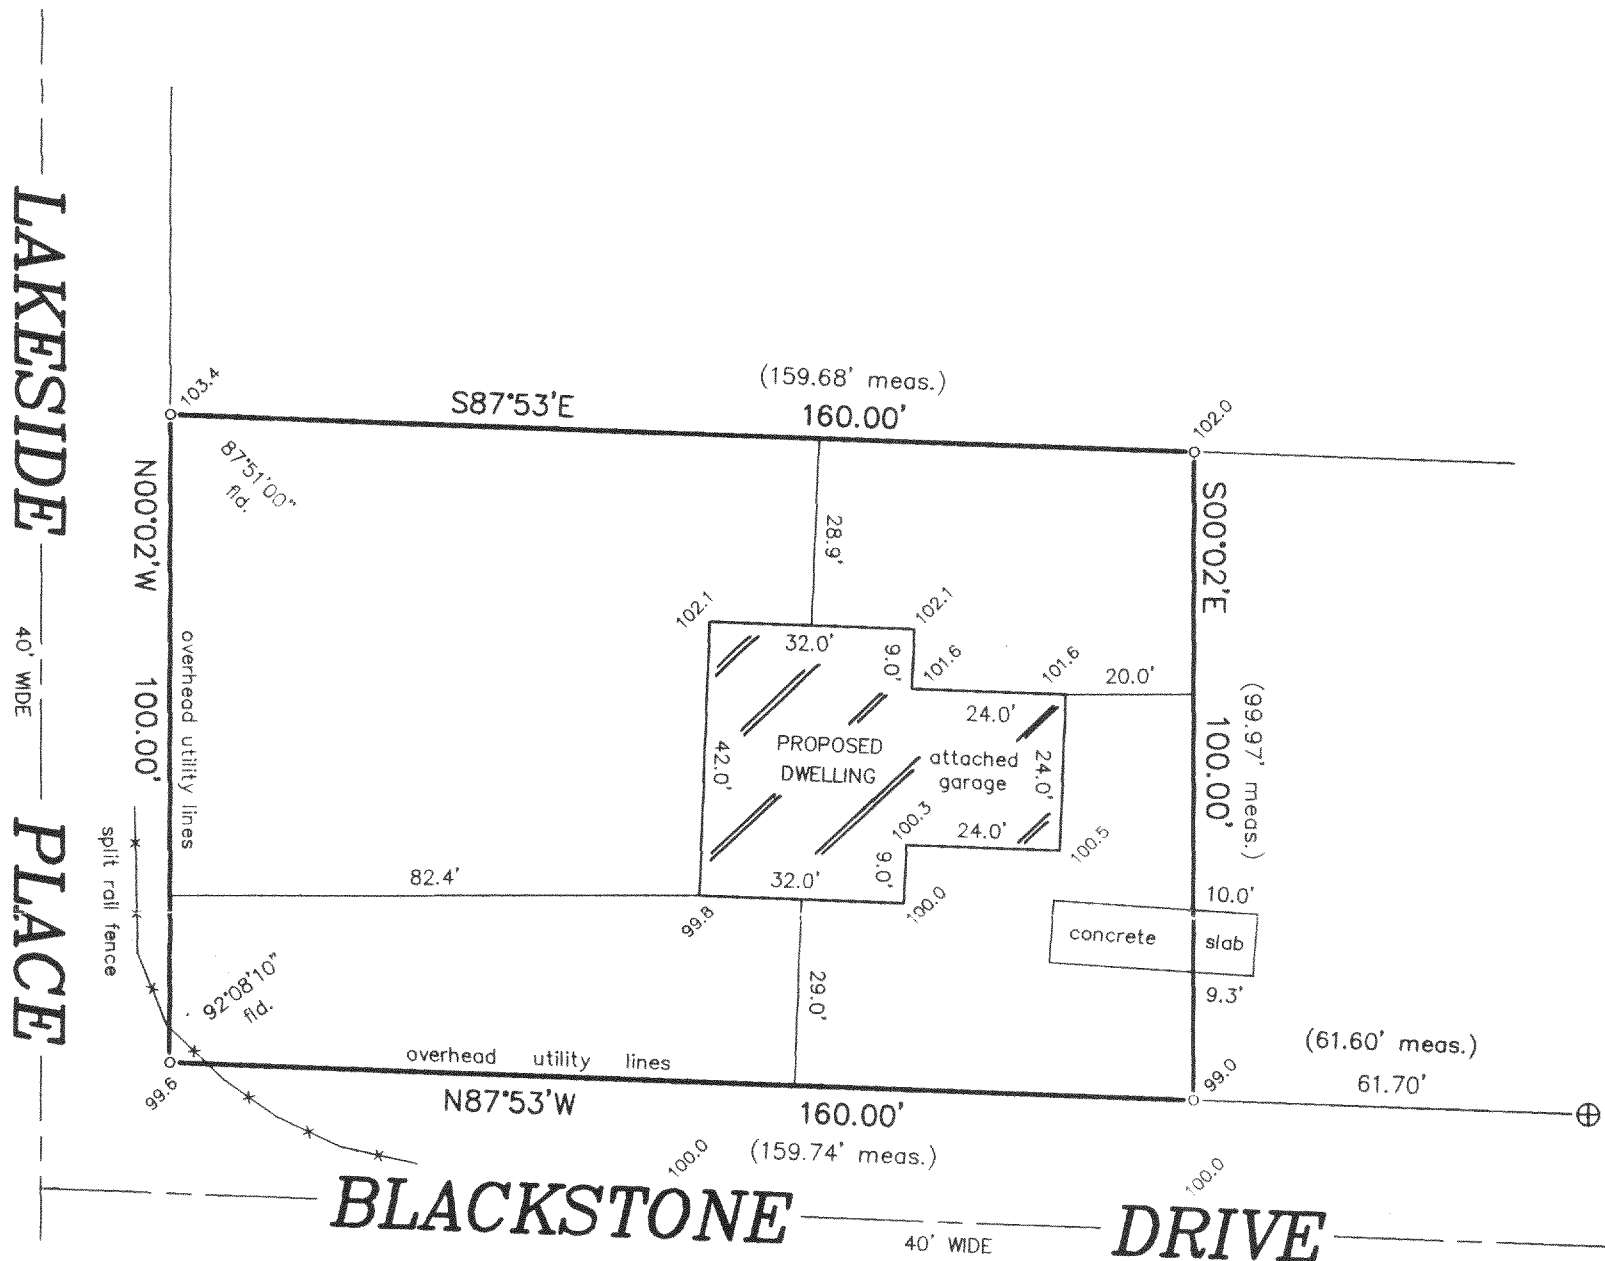 LAKESIDE
40' WIDE
PLACE
(159.68' meas.)
S87°53'E
160.00'
103.4
102.0
87°51'00"
fld.
N00°02'W
100.00'
overhead utility lines
split rail fence
S00°02'E
100.00'
(99.97' meas.)
28.9'
102.1
102.1
32.0'
9.0'
101.6
101.6
20.0'
24.0'
42.0'
PROPOSED
DWELLING
attached
garage
24.0'
100.3
24.0'
100.5
82.4'
32.0'
9.0'
100.0
99.8
10.0'
concrete slab
9.3'
29.0'
92°08'10"
fld.
overhead utility lines
99.6
N87°53'W
160.00'
(159.74' meas.)
99.0
(61.60' meas.)
61.70'
100.0
100.0
BLACKSTONE DRIVE
40' WIDE